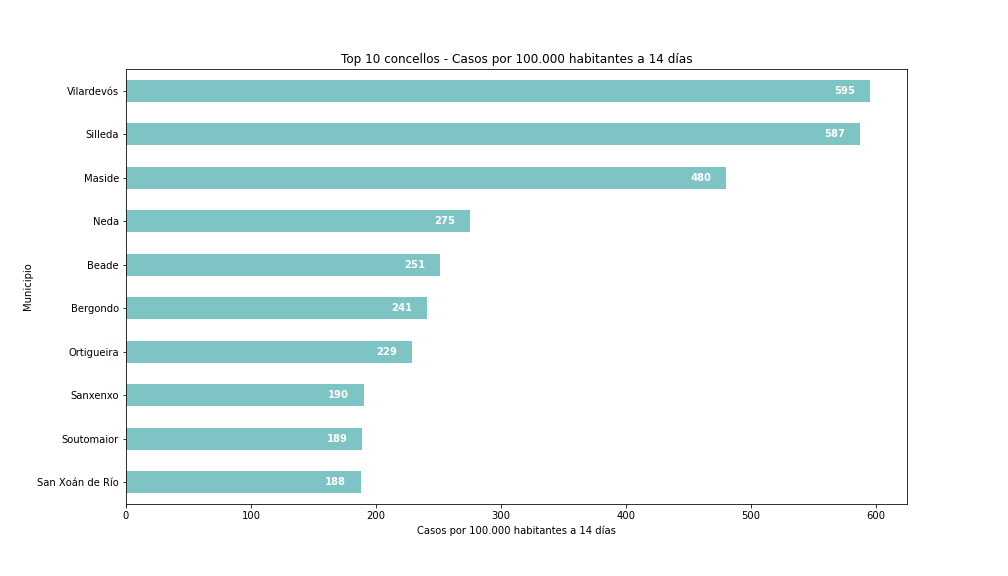 Top 10 concellos - Casos por 100.000 habitantes a 14 días
Municipio
Vilardevós 595
Silleda 587
Maside 480
Neda 275
Beade 251
Bergondo 241
Ortigueira 229
Sanxenxo 190
Soutomaior 189
San Xoán de Río 188
0 100 200 300 400 500 600
Casos por 100.000 habitantes a 14 días